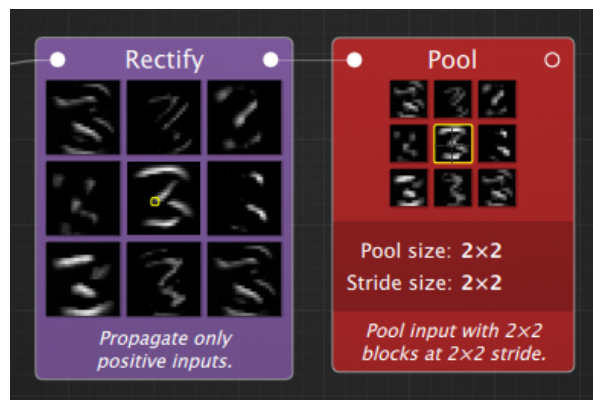 Rectify
Propagate only
positive inputs.
Pool
Pool size: 2×2
Stride size: 2×2
Pool input with 2×2
blocks at 2×2 stride.